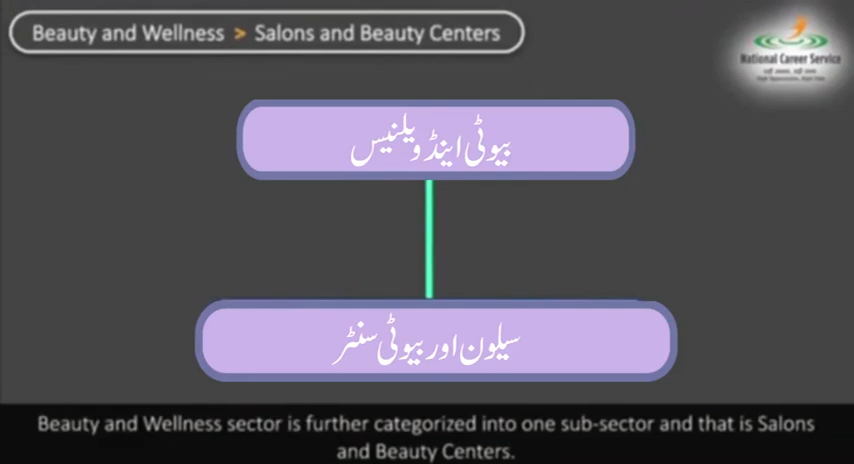 Beauty and Wellness > Salons and Beauty Centers
National Career Service
بیوٹی اینڈ ویلنیس
سیلون اور بیوٹی سنٹر
Beauty and Wellness sector is further categorized into one sub-sector and that is Salons
and Beauty Centers.